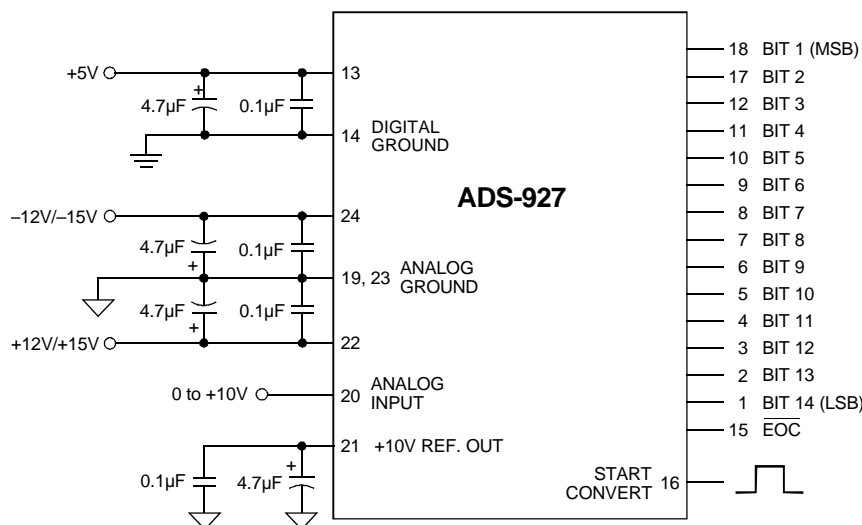 +5V
4.7µF
+
0.1µF
13
14
DIGITAL
GROUND
–12V/–15V
4.7µF
+
0.1µF
24
19, 23
ANALOG
GROUND
4.7µF
+
0.1µF
+12V/+15V
22
0 to +10V
20
ANALOG
INPUT
21 +10V REF. OUT
0.1µF
4.7µF
+
ADS-927
18 BIT 1 (MSB)
17 BIT 2
12 BIT 3
11 BIT 4
10 BIT 5
9 BIT 6
8 BIT 7
7 BIT 8
6 BIT 9
5 BIT 10
4 BIT 11
3 BIT 12
2 BIT 13
1 BIT 14 (LSB)
15 EOC
START
CONVERT
16